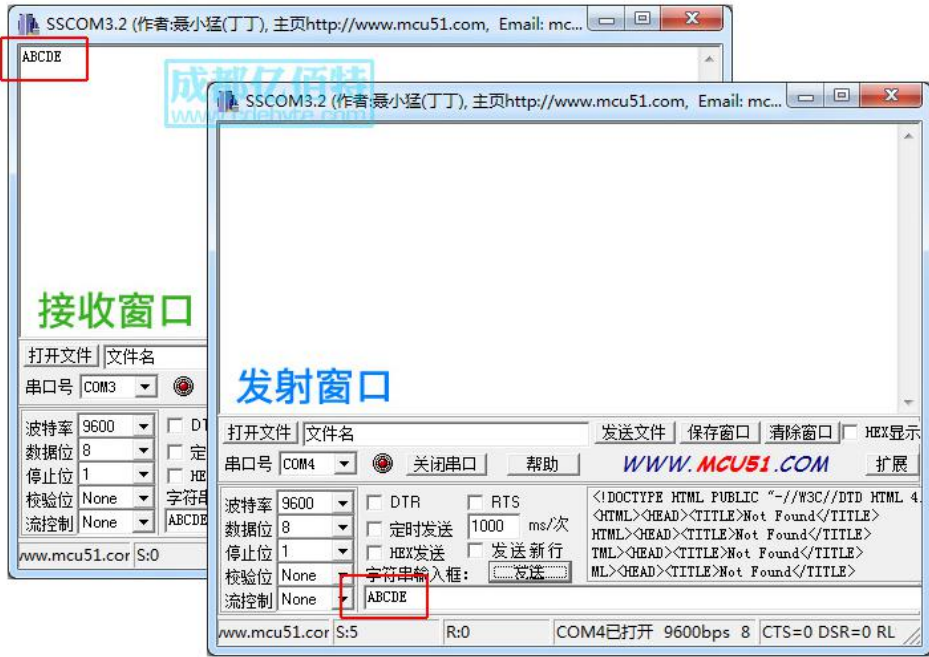 SSCOM3.2 (作者:聂小猛(丁丁), 主页http://www.mcu51.com, Email: mc...
ABCDE
成都亿佰特
www.cdebyte.com
接收窗口
打开文件 文件名
串口号 COM3
波特率 9600 DT
数据位 8 定
停止位 1 HE
校验位 None 字符串
流控制 None ABCDE
www.mcu51.cor S:0
SSCOM3.2 (作者:聂小猛(丁丁), 主页http://www.mcu51.com, Email: mc...
发射窗口
打开文件 文件名 发送文件 保存窗口 清除窗口 HEX显示
串口号 COM4 关闭串口 帮助 WWW.MCU51.COM 扩展
波特率 9600 DTR RTS
数据位 8 定时发送 1000 ms/次
停止位 1 HEX发送 发送新行
校验位 None 字符串输入框: 发送
流控制 None ABCDE
<!DOCTYPE HTML PUBLIC "-//W3C//DTD HTML 4.
<HTML><HEAD><TITLE>Not Found</TITLE>
HTML><HEAD><TITLE>Not Found</TITLE>
TML><HEAD><TITLE>Not Found</TITLE>
ML><HEAD><TITLE>Not Found</TITLE>
www.mcu51.cor S:5 R:0 COM4已打开 9600bps 8 CTS=0 DSR=0 RL